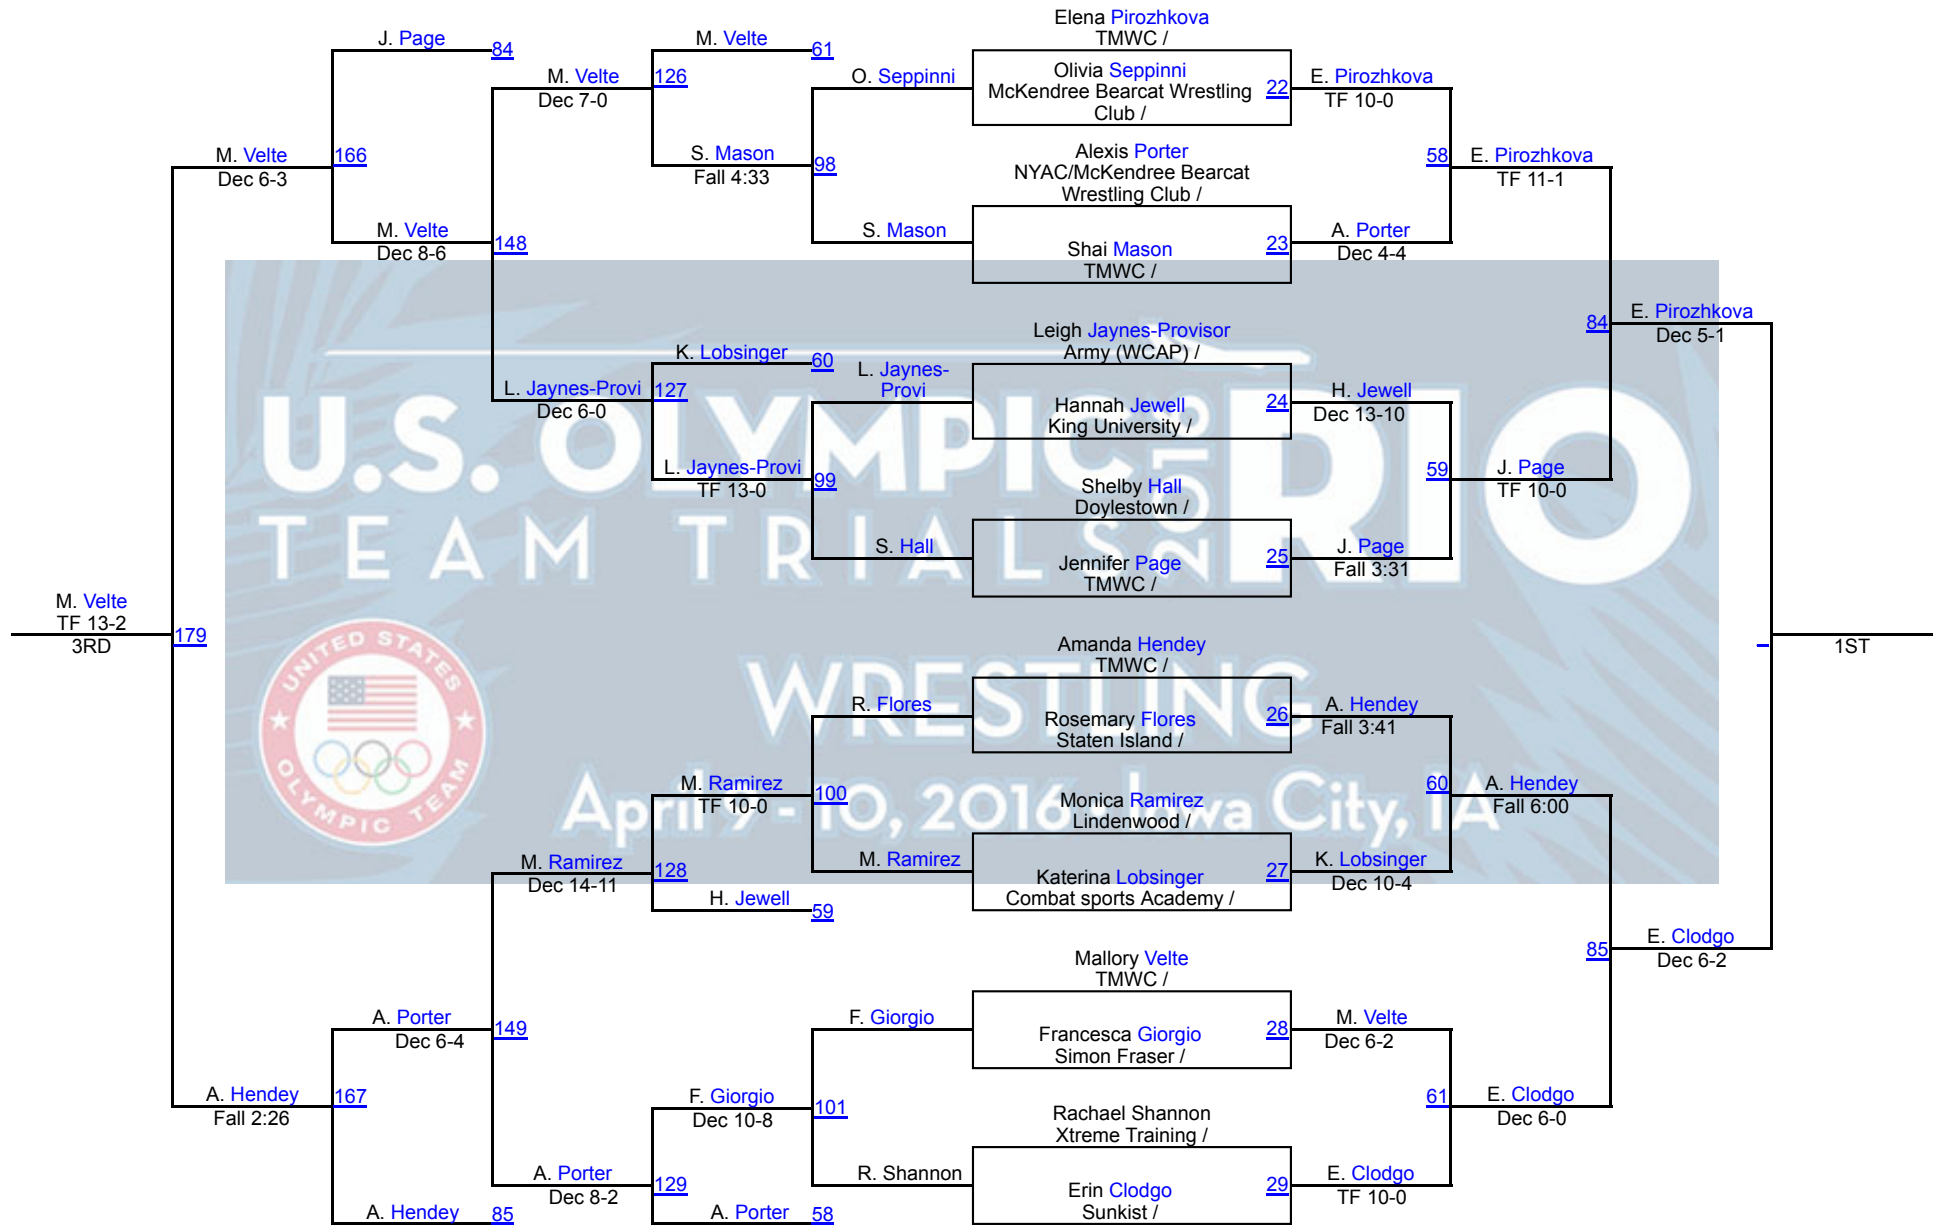 Elena Pirozhkova
TMWC /
J. Page
84
M. Velte
61
Olivia Seppinni
McKendree Bearcat Wrestling
Club /
22
O. Seppinni
E. Pirozhkova
TF 10-0
M. Velte
Dec 7-0
126
Alexis Porter
NYAC/McKendree Bearcat
Wrestling Club /
M. Velte
Dec 6-3
166
S. Mason
Fall 4:33
98
58
E. Pirozhkova
TF 11-1
M. Velte
Dec 8-6
148
S. Mason
Shai Mason
TMWC /
23
A. Porter
Dec 4-4
84
E. Pirozhkova
Dec 5-1
Leigh Jaynes-Provisor
Army (WCAP) /
K. Lobsinger
60
L. Jaynes-
Provi
L. Jaynes-Provi
Dec 6-0
127
Hannah Jewell
King University /
24
H. Jewell
Dec 13-10
U.S. OLYMPIC
2016
RIO
TEAM TRIALS
L. Jaynes-Provi
TF 13-0
99
59
J. Page
TF 10-0
Shelby Hall
Doylestown /
S. Hall
Jennifer Page
TMWC /
25
J. Page
Fall 3:31
M. Velte
TF 13-2
3RD
179
1ST
UNITED STATES
OLYMPIC TEAM
WRESTLING
Amanda Hendey
TMWC /
R. Flores
Rosemary Flores
Staten Island /
26
A. Hendey
Fall 3:41
April 9 - 10, 2016 Iowa City, IA
M. Ramirez
TF 10-0
100
60
A. Hendey
Fall 6:00
Monica Ramirez
Lindenwood /
M. Ramirez
Dec 14-11
128
M. Ramirez
Katerina Lobsinger
Combat sports Academy /
27
K. Lobsinger
Dec 10-4
H. Jewell
59
85
E. Clodgo
Dec 6-2
Mallory Velte
TMWC /
A. Porter
Dec 6-4
149
F. Giorgio
Francesca Giorgio
Simon Fraser /
28
M. Velte
Dec 6-2
A. Hendey
Fall 2:26
167
F. Giorgio
Dec 10-8
101
61
E. Clodgo
Dec 6-0
Rachael Shannon
Xtreme Training /
A. Porter
Dec 8-2
129
R. Shannon
Erin Clodgo
Sunkist /
29
E. Clodgo
TF 10-0
A. Hendey
85
A. Porter
58